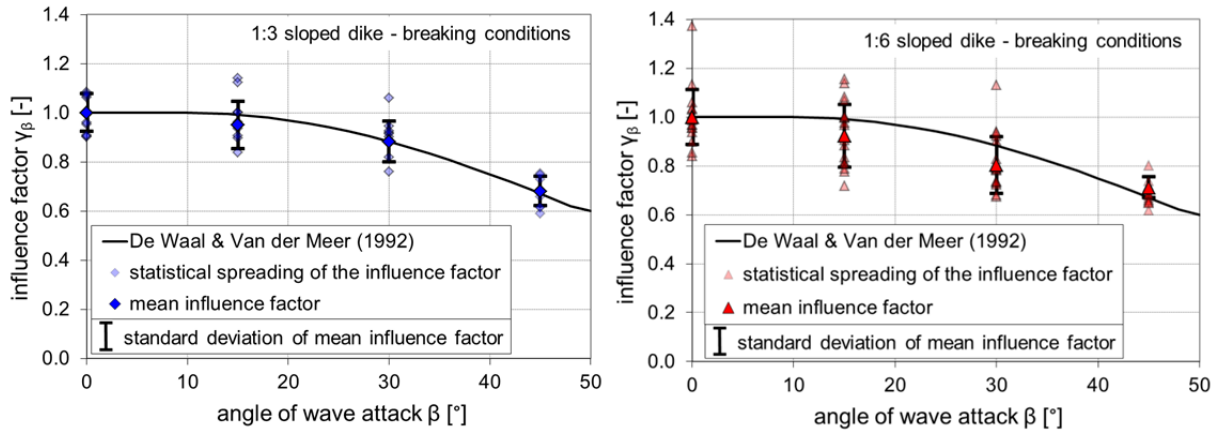 1:3 sloped dike - breaking conditions
influence factor γβ [-]
1.4
1.2
1.0
0.8
0.6
0.4
0.2
0.0
De Waal & Van der Meer (1992)
statistical spreading of the influence factor
mean influence factor
standard deviation of mean influence factor
0 10 20 30 40 50
angle of wave attack β [°]
1:6 sloped dike - breaking conditions
influence factor γβ [-]
1.4
1.2
1.0
0.8
0.6
0.4
0.2
0.0
De Waal & Van der Meer (1992)
statistical spreading of the influence factor
mean influence factor
standard deviation of mean influence factor
0 10 20 30 40 50
angle of wave attack β [°]